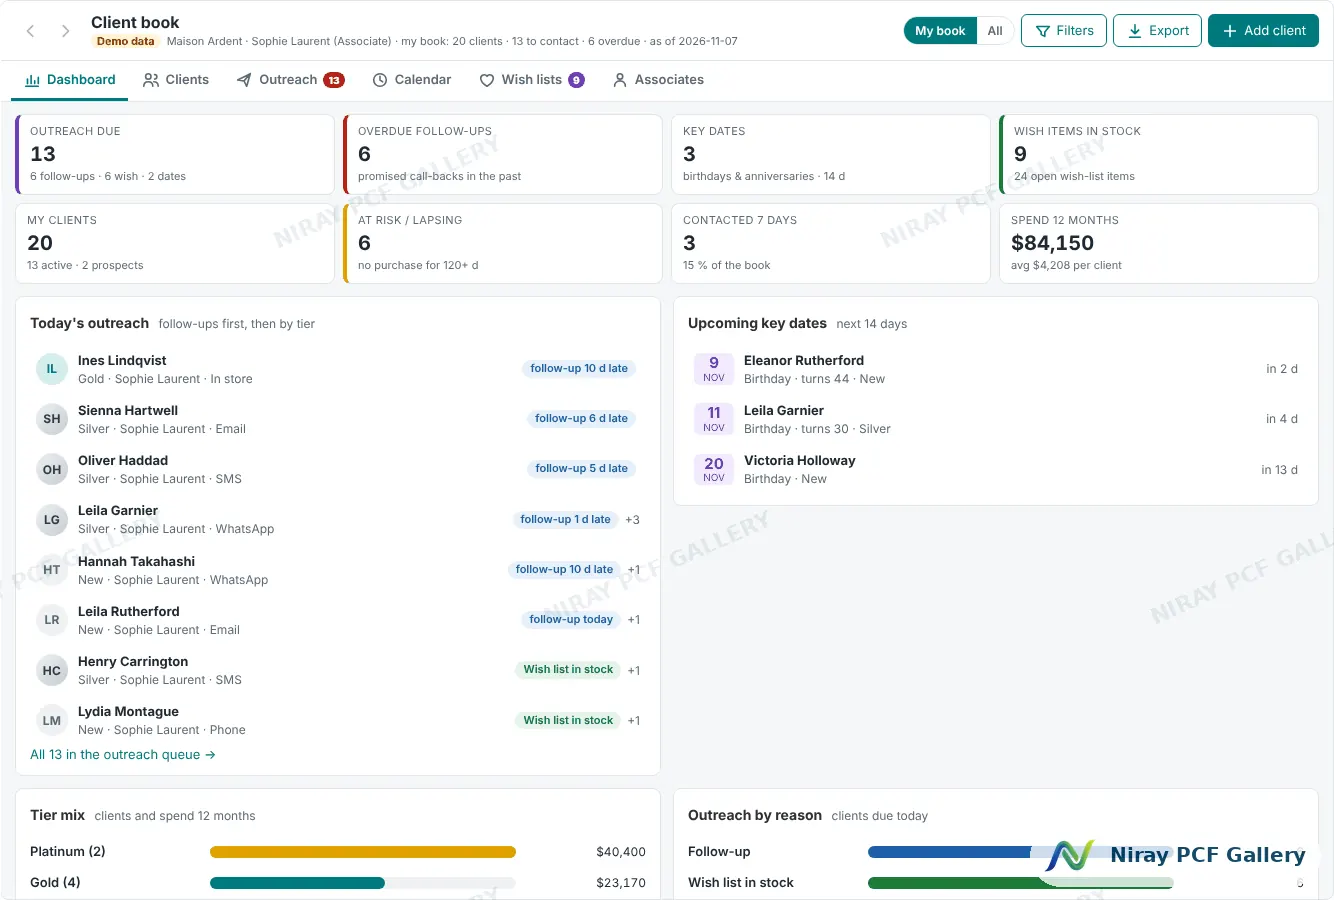 Client book
Demo data Maison Ardent · Sophie Laurent (Associate) · my book: 20 clients · 13 to contact · 6 overdue · as of 2026-11-07
My book All Filters Export Add client
Dashboard Clients Outreach 13 Calendar Wish lists 9 Associates
OUTREACH DUE
13
6 follow-ups · 6 wish · 2 dates
OVERDUE FOLLOW-UPS
6
promised call-backs in the past
KEY DATES
3
birthdays & anniversaries · 14 d
WISH ITEMS IN STOCK
9
24 open wish-list items
MY CLIENTS
20
13 active · 2 prospects
AT RISK / LAPSING
6
no purchase for 120+ d
CONTACTED 7 DAYS
3
15 % of the book
SPEND 12 MONTHS
$84,150
avg $4,208 per client
Today's outreach follow-ups first, then by tier
IL Ines Lindqvist
Gold · Sophie Laurent · In store
follow-up 10 d late
SH Sienna Hartwell
Silver · Sophie Laurent · Email
follow-up 6 d late
OH Oliver Haddad
Silver · Sophie Laurent · SMS
follow-up 5 d late
LG Leila Garnier
Silver · Sophie Laurent · WhatsApp
follow-up 1 d late +3
HT Hannah Takahashi
New · Sophie Laurent · WhatsApp
follow-up 10 d late +1
LR Leila Rutherford
New · Sophie Laurent · Email
follow-up today +1
HC Henry Carrington
Silver · Sophie Laurent · SMS
Wish list in stock +1
LM Lydia Montague
New · Sophie Laurent · Phone
Wish list in stock +1
All 13 in the outreach queue →
Upcoming key dates next 14 days
9 NOV
Eleanor Rutherford
Birthday · turns 44 · New
in 2 d
11 NOV
Leila Garnier
Birthday · turns 30 · Silver
in 4 d
20 NOV
Victoria Holloway
Birthday · New
in 13 d
Tier mix clients and spend 12 months
Platinum (2) $40,400
Gold (4) $23,170
Outreach by reason clients due today
Follow-up
Wish list in stock
Niray PCF Gallery
NIRAY PCF GALLERY
NIRAY PCF GALLERY
NIRAY PCF GALLERY